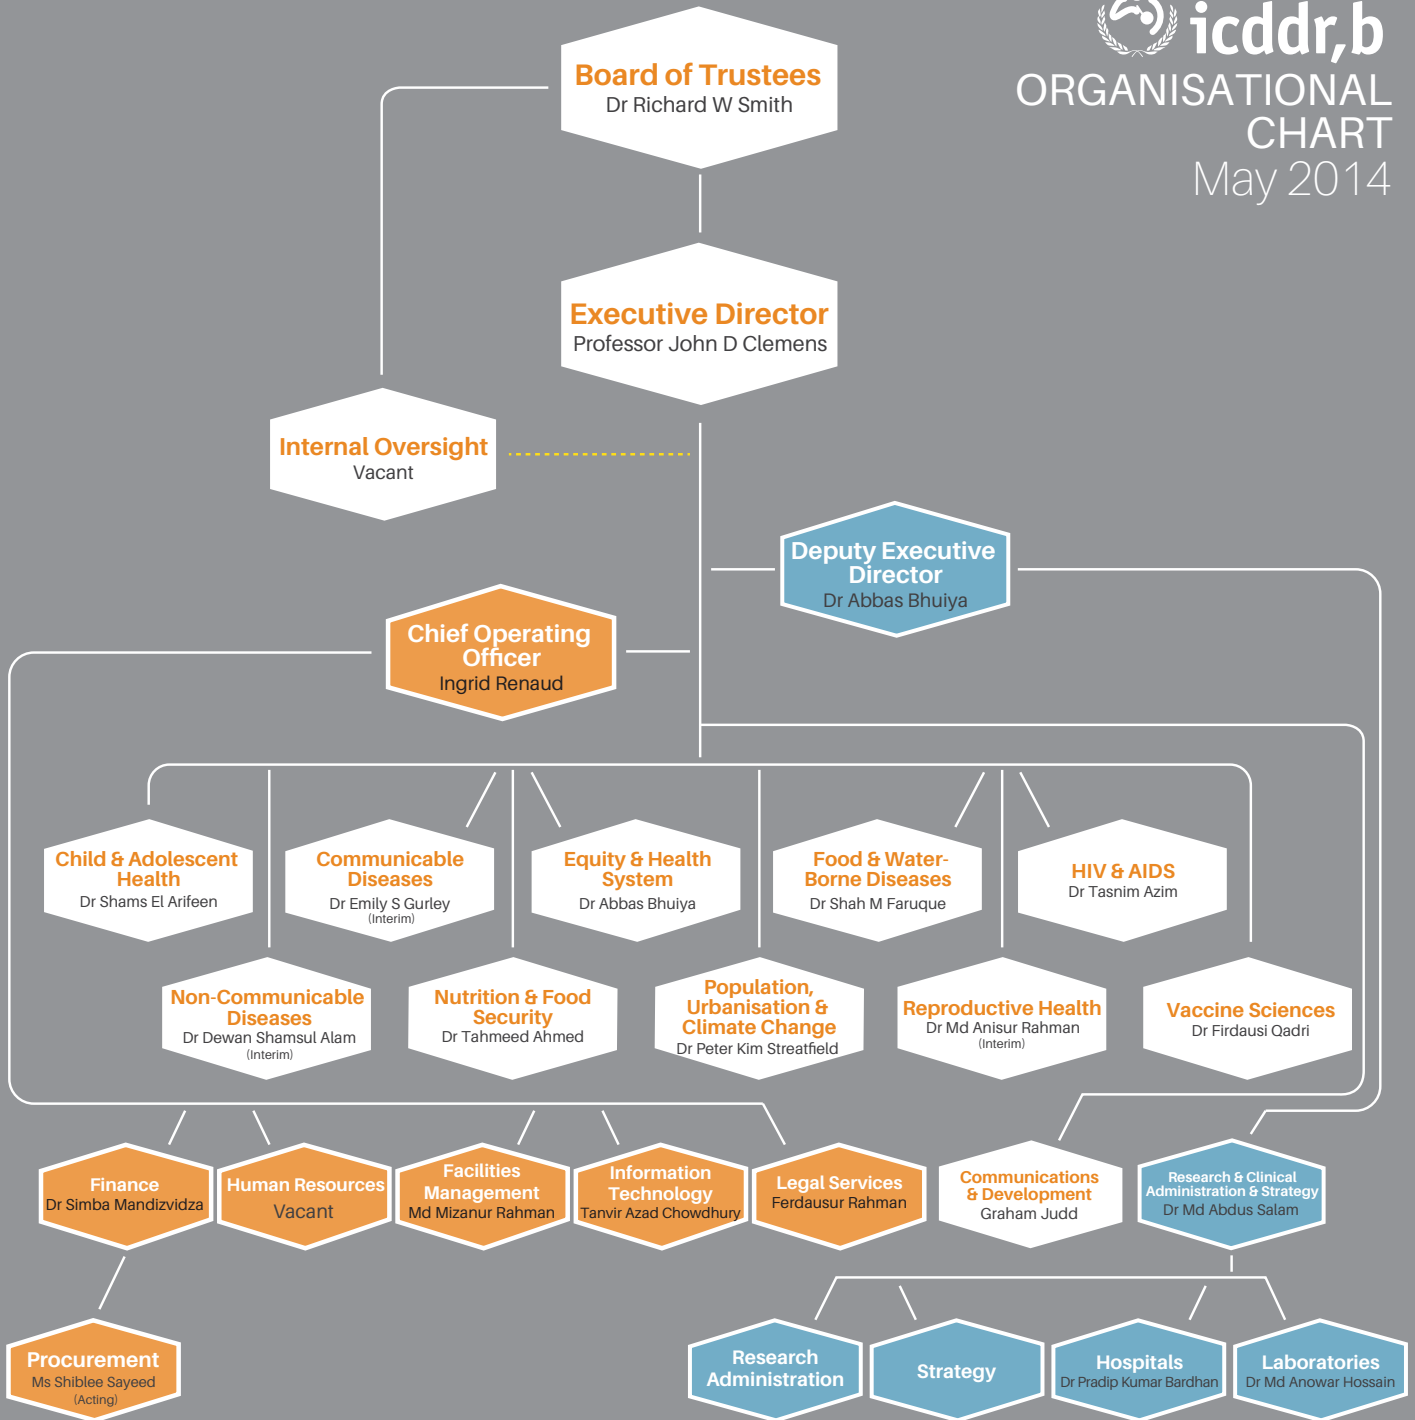 icddr,b
ORGANISATIONAL
CHART
May 2014
Board of Trustees
Dr Richard W Smith
Executive Director
Professor John D Clemens
Internal Oversight
Vacant
Deputy Executive
Director
Dr Abbas Bhuiya
Chief Operating
Officer
Ingrid Renaud
Child & Adolescent
Health
Dr Shams El Arifeen
Communicable
Diseases
Dr Emily S Gurley
(Interim)
Equity & Health
System
Dr Abbas Bhuiya
Food & Water-
Borne Diseases
Dr Shah M Faruque
HIV & AIDS
Dr Tasnim Azim
Non-Communicable
Diseases
Dr Dewan Shamsul Alam
(Interim)
Nutrition & Food
Security
Dr Tahmeed Ahmed
Population,
Urbanisation &
Climate Change
Dr Peter Kim Streatfield
Reproductive Health
Dr Md Anisur Rahman
(Interim)
Vaccine Sciences
Dr Firdausi Qadri
Finance
Dr Simba Mandizvidza
Human Resources
Vacant
Facilities
Management
Md Mizanur Rahman
Information
Technology
Tanvir Azad Chowdhury
Legal Services
Ferdausur Rahman
Communications
& Development
Graham Judd
Research & Clinical
Administration & Strategy
Dr Md Abdus Salam
Procurement
Ms Shiblee Sayeed
(Acting)
Research
Administration
Strategy
Hospitals
Dr Pradip Kumar Bardhan
Laboratories
Dr Md Anowar Hossain